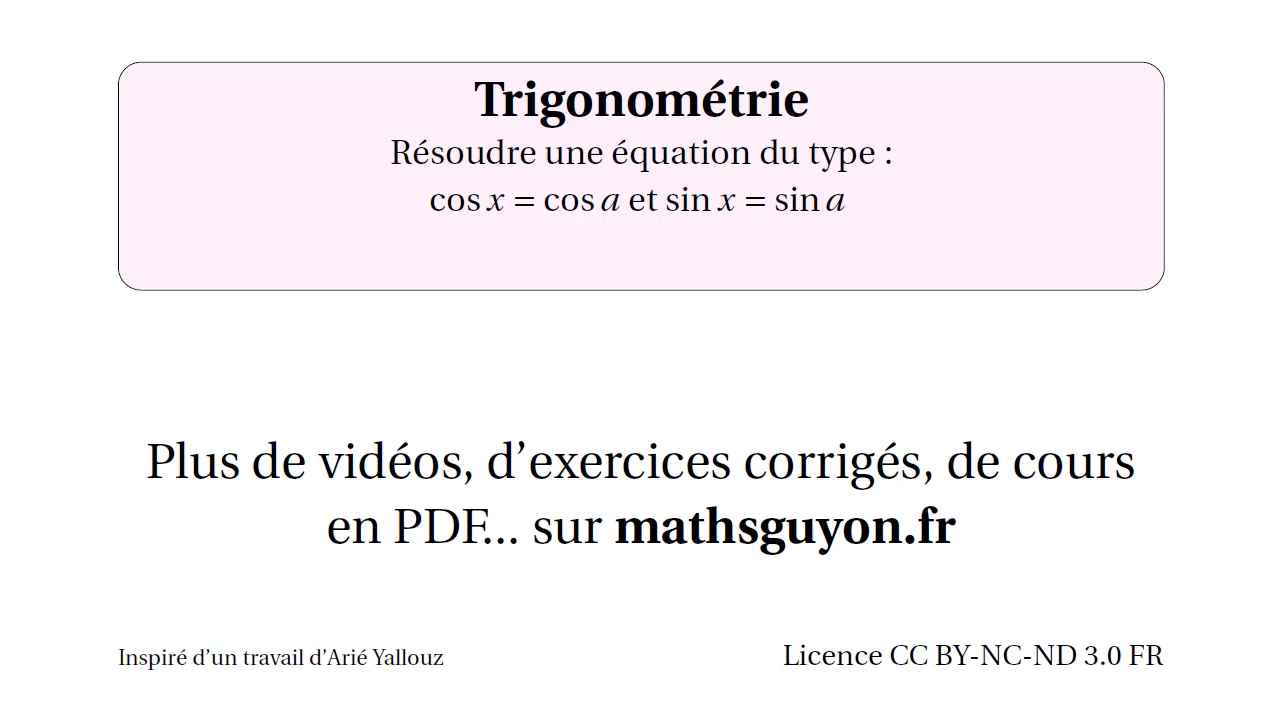 Trigonométrie
Résoudre une équation du type :
cos x = cos a et sin x = sin a
Plus de vidéos, d’exercices corrigés, de cours
en PDF... sur mathsguyon.fr
Inspiré d’un travail d’Arié Yallouz
Licence CC BY-NC-ND 3.0 FR